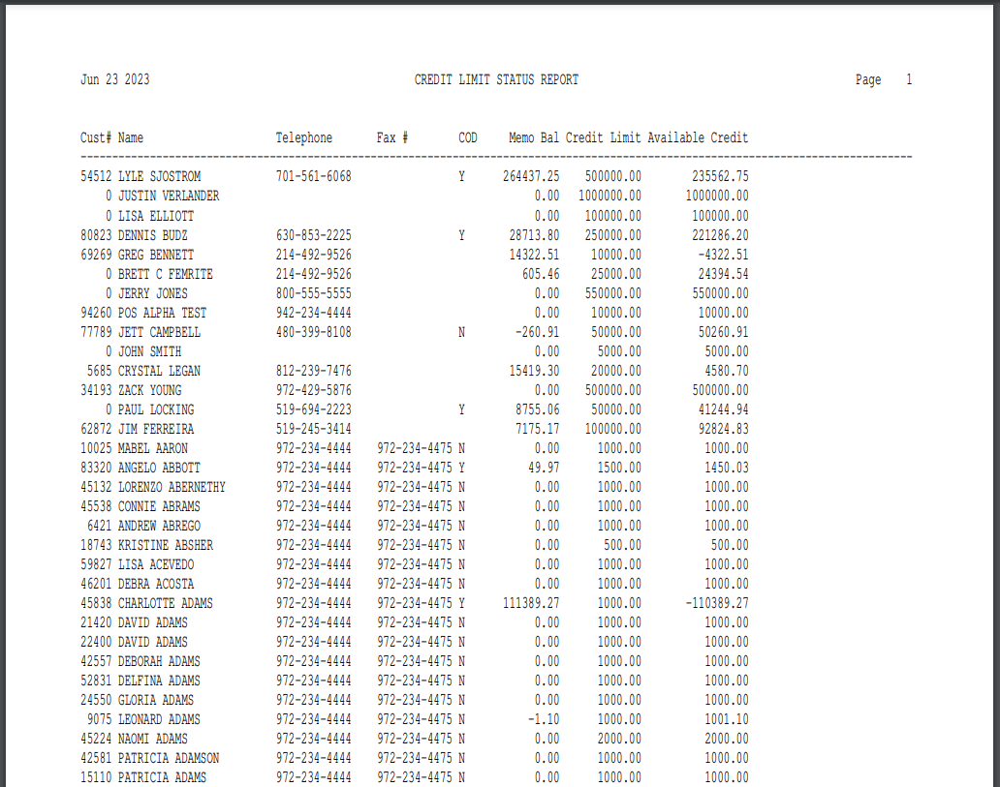 Jun 23 2023 CREDIT LIMIT STATUS REPORT Page 1
Cust# Name Telephone Fax # COD Memo Bal Credit Limit Available Credit
54512 LYLE SJOSTROM 701-561-6068 Y 264437.25 500000.00 235562.75
0 JUSTIN VERLANDER 0.00 1000000.00 1000000.00
0 LISA ELLIOTT 0.00 100000.00 100000.00
80823 DENNIS BUDZ 630-853-2225 Y 28713.80 250000.00 221286.20
69269 GREG BENNETT 214-492-9526 14322.51 10000.00 -4322.51
0 BRETT C FEMRITE 214-492-9526 605.46 25000.00 24394.54
0 JERRY JONES 800-555-5555 0.00 550000.00 550000.00
94260 POS ALPHA TEST 942-234-4444 0.00 10000.00 10000.00
77789 JETT CAMPBELL 480-399-8108 N -260.91 50000.00 50260.91
0 JOHN SMITH 0.00 5000.00 5000.00
5685 CRYSTAL LEGAN 812-239-7476 15419.30 20000.00 4580.70
34193 ZACK YOUNG 972-429-5876 0.00 500000.00 500000.00
0 PAUL LOCKING 519-694-2223 Y 8755.06 50000.00 41244.94
62872 JIM FERREIRA 519-245-3414 7175.17 100000.00 92824.83
10025 MABEL AARON 972-234-4444 972-234-4475 N 0.00 1000.00 1000.00
83320 ANGELO ABBOTT 972-234-4444 972-234-4475 Y 49.97 1500.00 1450.03
45132 LORENZO ABERNETHY 972-234-4444 972-234-4475 N 0.00 1000.00 1000.00
45538 CONNIE ABRAMS 972-234-4444 972-234-4475 N 0.00 1000.00 1000.00
6421 ANDREW ABREGO 972-234-4444 972-234-4475 N 0.00 1000.00 1000.00
18743 KRISTINE ABSHER 972-234-4444 972-234-4475 N 0.00 500.00 500.00
59827 LISA ACEVEDO 972-234-4444 972-234-4475 N 0.00 1000.00 1000.00
46201 DEBRA ACOSTA 972-234-4444 972-234-4475 N 0.00 1000.00 1000.00
45838 CHARLOTTE ADAMS 972-234-4444 972-234-4475 Y 111389.27 1000.00 -110389.27
21420 DAVID ADAMS 972-234-4444 972-234-4475 N 0.00 1000.00 1000.00
22400 DAVID ADAMS 972-234-4444 972-234-4475 N 0.00 1000.00 1000.00
42557 DEBORAH ADAMS 972-234-4444 972-234-4475 N 0.00 1000.00 1000.00
52831 DELFINA ADAMS 972-234-4444 972-234-4475 N 0.00 1000.00 1000.00
24550 GLORIA ADAMS 972-234-4444 972-234-4475 N 0.00 1000.00 1000.00
9075 LEONARD ADAMS 972-234-4444 972-234-4475 N -1.10 1000.00 1001.10
45224 NAOMI ADAMS 972-234-4444 972-234-4475 N 0.00 2000.00 2000.00
42581 PATRICIA ADAMSON 972-234-4444 972-234-4475 N 0.00 1000.00 1000.00
15110 PATRICIA ADAMS 972-234-4444 972-234-4475 N 0.00 1000.00 1000.00